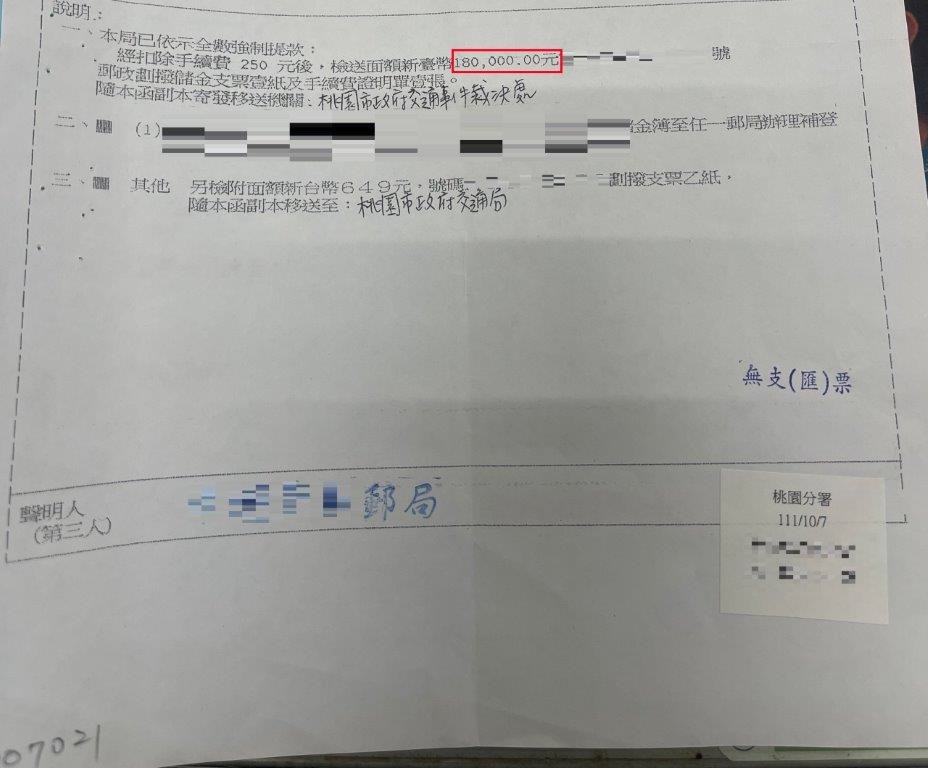 說明：
一、本局已依示全數強制提款：
經扣除手續費 250 元後，檢送面額新臺幣180,000.00元 號
郵政劃撥儲金支票壹紙及手續費證明單壹張。
隨本函副本寄發移送機關：桃園市政府交通事件裁決處
二、 (1) 儲金簿至任一郵局辦理補登
三、 其他 另檢附面額新台幣649元，號碼 劃撥支票乙紙，
隨本函副本移送至：桃園市政府交通局
無支(匯)票
聲明人
(第三人)
郵局
桃園分署
111/10/7
07021